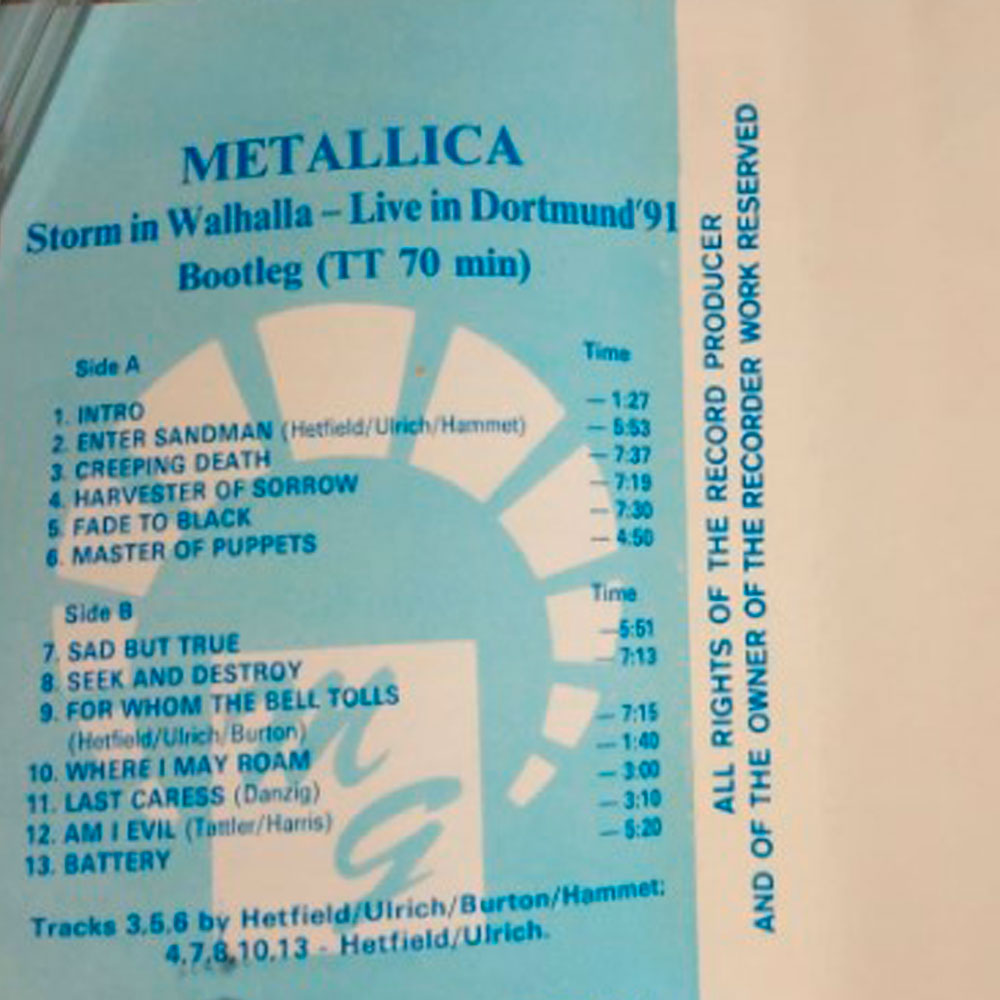 METALLICA
Storm in Walhalla – Live in Dortmund'91
Bootleg (TT 70 min)
Side A Time
1. INTRO — 1:27
2. ENTER SANDMAN (Hetfield/Ulrich/Hammet) — 5:53
3. CREEPING DEATH — 7:37
4. HARVESTER OF SORROW — 7:19
5. FADE TO BLACK — 7:30
6. MASTER OF PUPPETS — 4:50
Side B Time
7. SAD BUT TRUE — 5:51
8. SEEK AND DESTROY — 7:13
9. FOR WHOM THE BELL TOLLS
(Hetfield/Ulrich/Burton) — 7:15
10. WHERE I MAY ROAM — 1:40
11. LAST CARESS (Danzig) — 3:00
12. AM I EVIL (Tattler/Harris) — 3:10
13. BATTERY — 5:20
Tracks 3,5,6 by Hetfield/Ulrich/Burton/Hammet;
4,7,8,10,13 - Hetfield/Ulrich.
MG
ALL RIGHTS OF THE RECORD PRODUCER
AND OF THE OWNER OF THE RECORDER WORK RESERVED